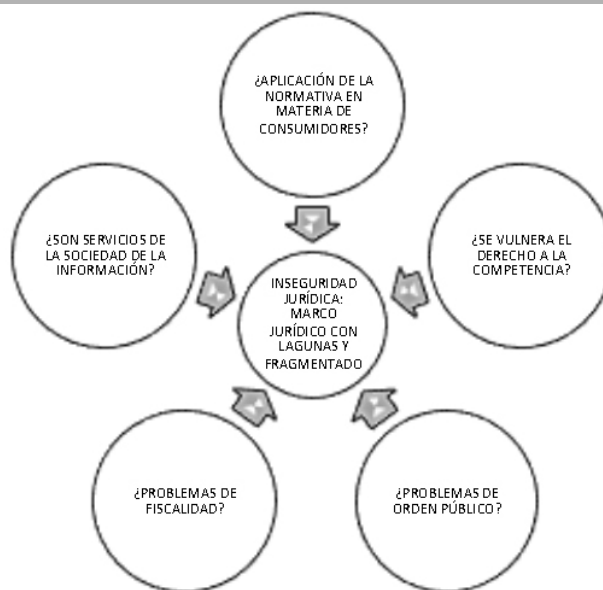 ¿APLICACIÓN DE LA
NORMATIVA EN
MATERIA DE
CONSUMIDORES?
¿SON SERVICIOS DE
LA SOCIEDAD DE LA
INFORMACIÓN?
¿SE VULNERA EL
DERECHO A LA
COMPETENCIA?
INSEGURIDAD
JURÍDICA:
MARCO
JURÍDICO CON
LAGUNAS Y
FRAGMENTADO
¿PROBLEMAS DE
FISCALIDAD?
¿PROBLEMAS DE
ORDEN PÚBLICO?